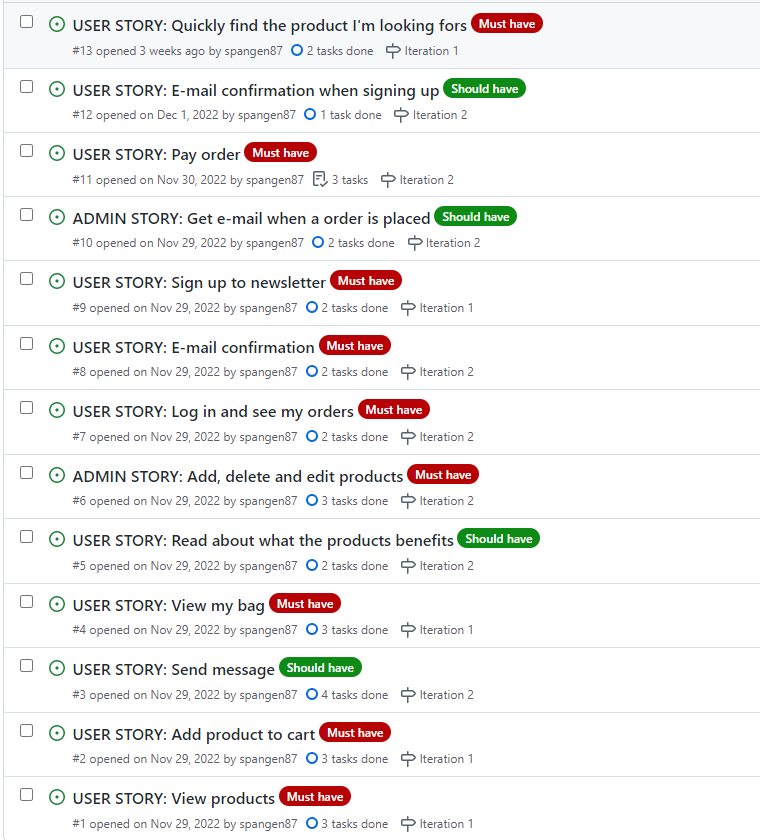 USER STORY: Quickly find the product I'm looking fors Must have
#13 opened 3 weeks ago by spangen87 2 tasks done Iteration 1
USER STORY: E-mail confirmation when signing up Should have
#12 opened on Dec 1, 2022 by spangen87 1 task done Iteration 2
USER STORY: Pay order Must have
#11 opened on Nov 30, 2022 by spangen87 3 tasks Iteration 2
ADMIN STORY: Get e-mail when a order is placed Should have
#10 opened on Nov 29, 2022 by spangen87 2 tasks done Iteration 2
USER STORY: Sign up to newsletter Must have
#9 opened on Nov 29, 2022 by spangen87 2 tasks done Iteration 1
USER STORY: E-mail confirmation Must have
#8 opened on Nov 29, 2022 by spangen87 2 tasks done Iteration 2
USER STORY: Log in and see my orders Must have
#7 opened on Nov 29, 2022 by spangen87 2 tasks done Iteration 2
ADMIN STORY: Add, delete and edit products Must have
#6 opened on Nov 29, 2022 by spangen87 3 tasks done Iteration 2
USER STORY: Read about what the products benefits Should have
#5 opened on Nov 29, 2022 by spangen87 2 tasks done Iteration 2
USER STORY: View my bag Must have
#4 opened on Nov 29, 2022 by spangen87 3 tasks done Iteration 1
USER STORY: Send message Should have
#3 opened on Nov 29, 2022 by spangen87 4 tasks done Iteration 2
USER STORY: Add product to cart Must have
#2 opened on Nov 29, 2022 by spangen87 3 tasks done Iteration 1
USER STORY: View products Must have
#1 opened on Nov 29, 2022 by spangen87 3 tasks done Iteration 1